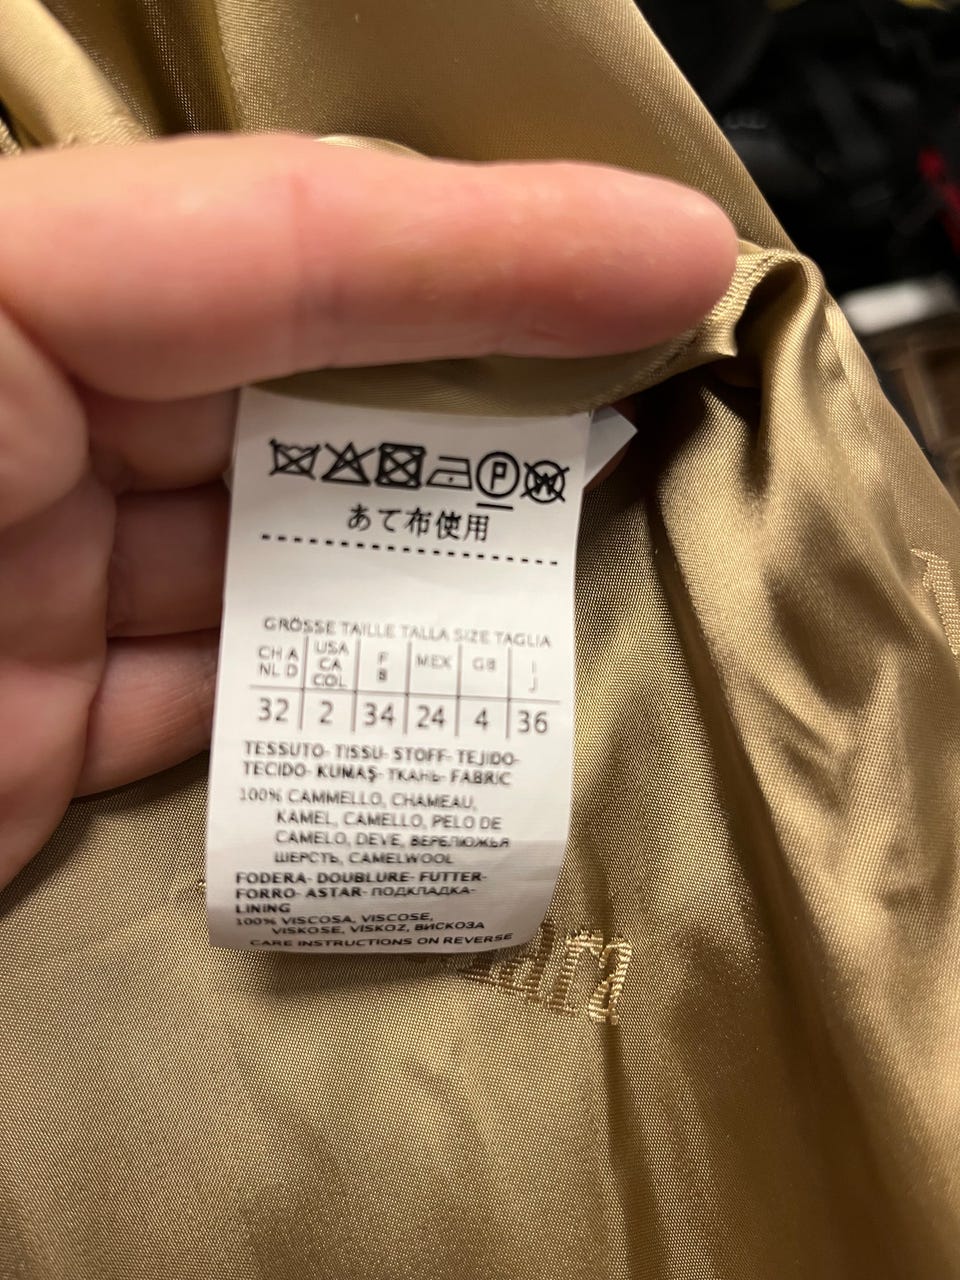 P W
あて布使用
GRÖSSE TAILLE TALLA SIZE TAGLIA
CH A NL D USA CA COL F B MEX GB I J
32 2 34 24 4 36
TESSUTO- TISSU- STOFF- TEJIDO-
TECIDO- KUMAŞ- ТКАНЬ- FABRIC
100% CAMMELLO, CHAMEAU,
KAMEL, CAMELLO, PELO DE
CAMELO, DEVE, ВЕРБЛЮЖЬЯ
ШЕРСТЬ, CAMELWOOL
FODERA- DOUBLURE- FUTTER-
FORRO- ASTAR- ПОДКЛАДКА-
LINING
100% VISCOSA, VISCOSE,
VISKOSE, VISKOZ, ВИСКОЗА
CARE INSTRUCTIONS ON REVERSE